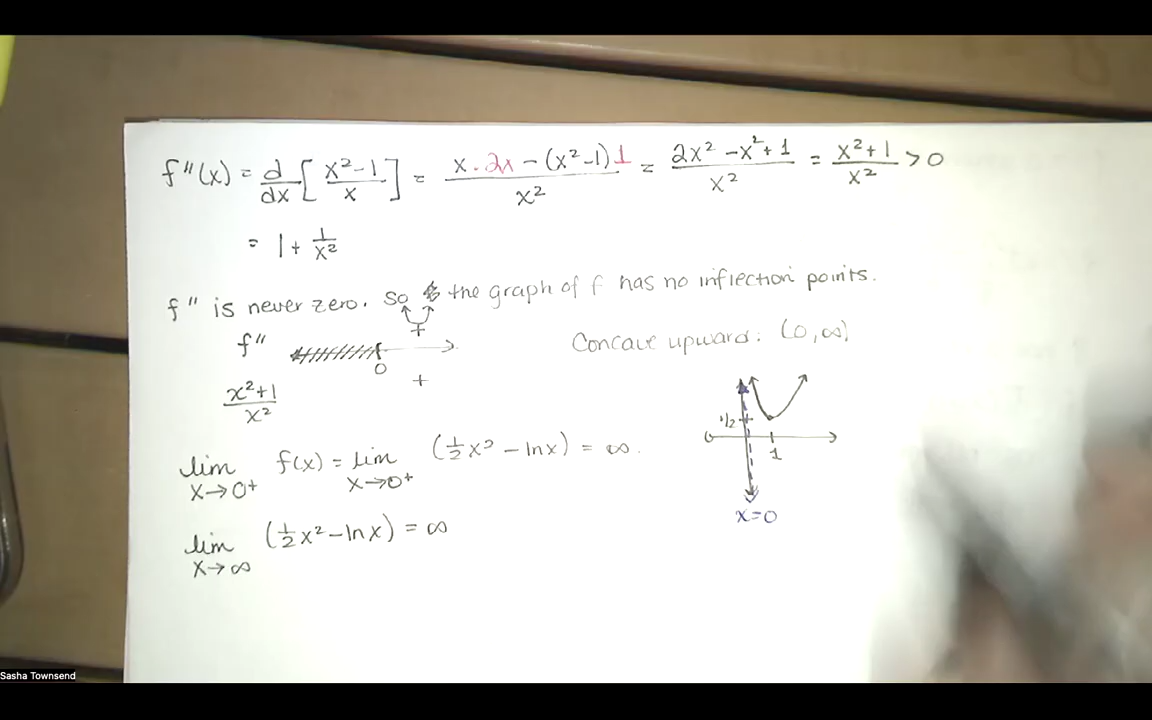 f''(x) = d/dx [ (x²-1)/x ] = (x · 2x - (x²-1)1)/x² = (2x² - x² + 1)/x² = (x²+1)/x² > 0
= 1 + 1/x²
f'' is never zero. So the graph of f has no inflection points.
+
f''
0
+
Concave upward: (0, ∞)
(x²+1)/x²
1/2
1
x=0
lim x→0⁺ f(x) = lim x→0⁺ (½x² - ln x) = ∞.
lim x→∞ (½x² - ln x) = ∞
Sasha Townsend